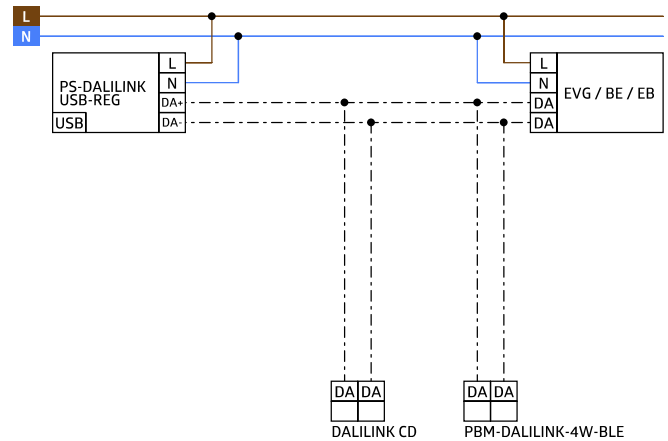 L
N
PS-DALILINK
USB-REG
USB
L
N
DA+
DA-
L
N
DA
DA
EVG / BE / EB
DA DA
DALILINK CD
DA DA
PBM-DALILINK-4W-BLE